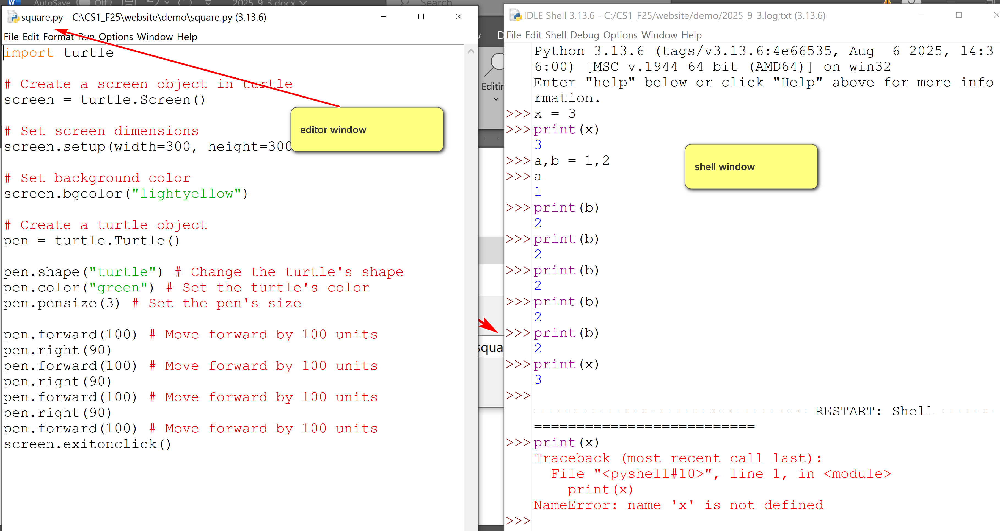 AutoSave Off 2025_9_3.docx Search
square.py - C:\CS1_F25\website\demo\square.py (3.13.6)
File Edit Format Run Options Window Help
import turtle
# Create a screen object in turtle
screen = turtle.Screen()
editor window
# Set screen dimensions
screen.setup(width=300, height=300,
# Set background color
screen.bgcolor("lightyellow")
# Create a turtle object
pen = turtle.Turtle()
pen.shape("turtle") # Change the turtle's shape
pen.color("green") # Set the turtle's color
pen.pensize(3) # Set the pen's size
pen.forward(100) # Move forward by 100 units
pen.right(90)
pen.forward(100) # Move forward by 100 units
pen.right(90)
pen.forward(100) # Move forward by 100 units
pen.right(90)
pen.forward(100) # Move forward by 100 units
screen.exitonclick()
Editin
squa
IDLE Shell 3.13.6 - C:/CS1_F25/website/demo/2025_9_3.log;txt (3.13.6)
File Edit Shell Debug Options Window Help
Python 3.13.6 (tags/v3.13.6:4e66535, Aug  6 2025, 14:3
6:00) [MSC v.1944 64 bit (AMD64)] on win32
Enter "help" below or click "Help" above for more info
rmation.
>>> x = 3
>>> print(x)
3
>>> a,b = 1,2
>>> a
1
shell window
>>> print(b)
2
>>> print(b)
2
>>> print(b)
2
>>> print(b)
2
>>> print(b)
2
>>> print(x)
3
>>>
================================ RESTART: Shell ======
==========================
>>> print(x)
Traceback (most recent call last):
  File "<pyshell#10>", line 1, in <module>
    print(x)
NameError: name 'x' is not defined
>>>